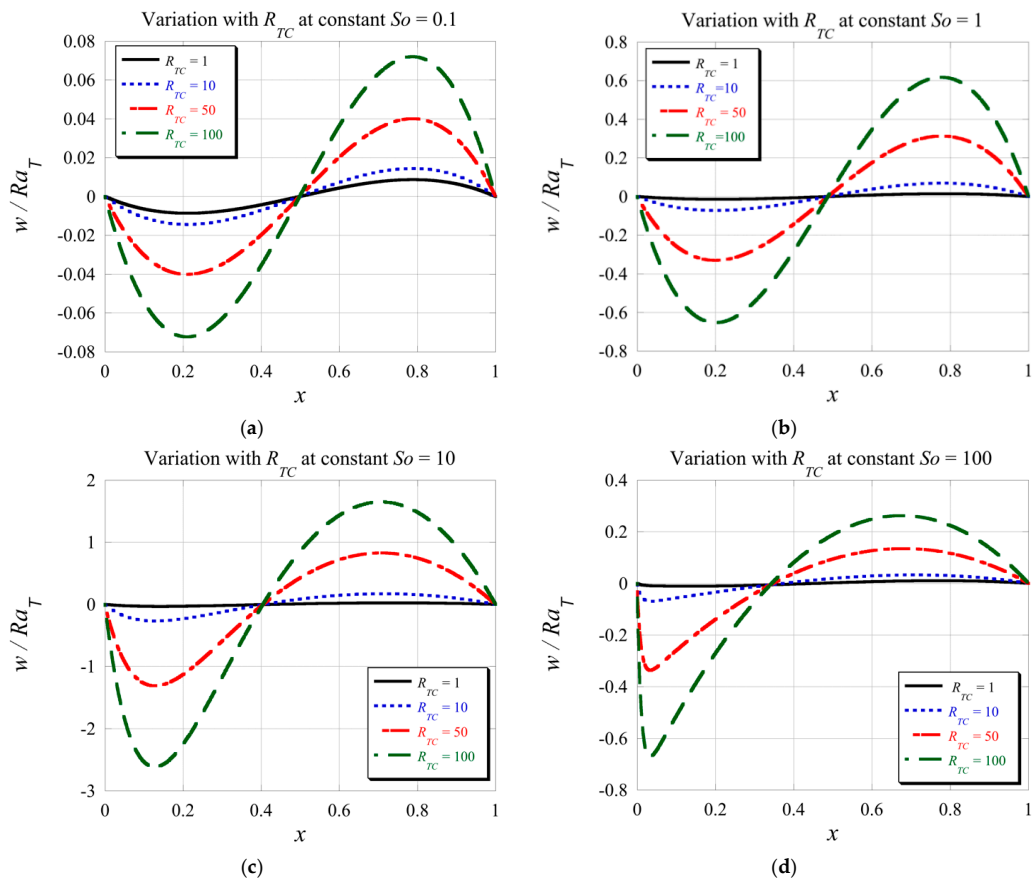 Variation with R_TC at constant So = 0.1
0.08
0.06
0.04
0.02
0
-0.02
-0.04
-0.06
-0.08
w / Ra_T
R_TC = 1
R_TC = 10
R_TC = 50
R_TC = 100
0 0.2 0.4 0.6 0.8 1
x
(a)
Variation with R_TC at constant So = 1
0.8
0.6
0.4
0.2
0
-0.2
-0.4
-0.6
-0.8
w / Ra_T
R_TC = 1
R_TC =10
R_TC = 50
R_TC =100
0 0.2 0.4 0.6 0.8 1
x
(b)
Variation with R_TC at constant So = 10
2
1
0
-1
-2
-3
w / Ra_T
R_TC = 1
R_TC = 10
R_TC = 50
R_TC = 100
0 0.2 0.4 0.6 0.8 1
x
(c)
Variation with R_TC at constant So = 100
0.4
0.2
0
-0.2
-0.4
-0.6
-0.8
w / Ra_T
R_TC = 1
R_TC = 10
R_TC = 50
R_TC = 100
0 0.2 0.4 0.6 0.8 1
x
(d)